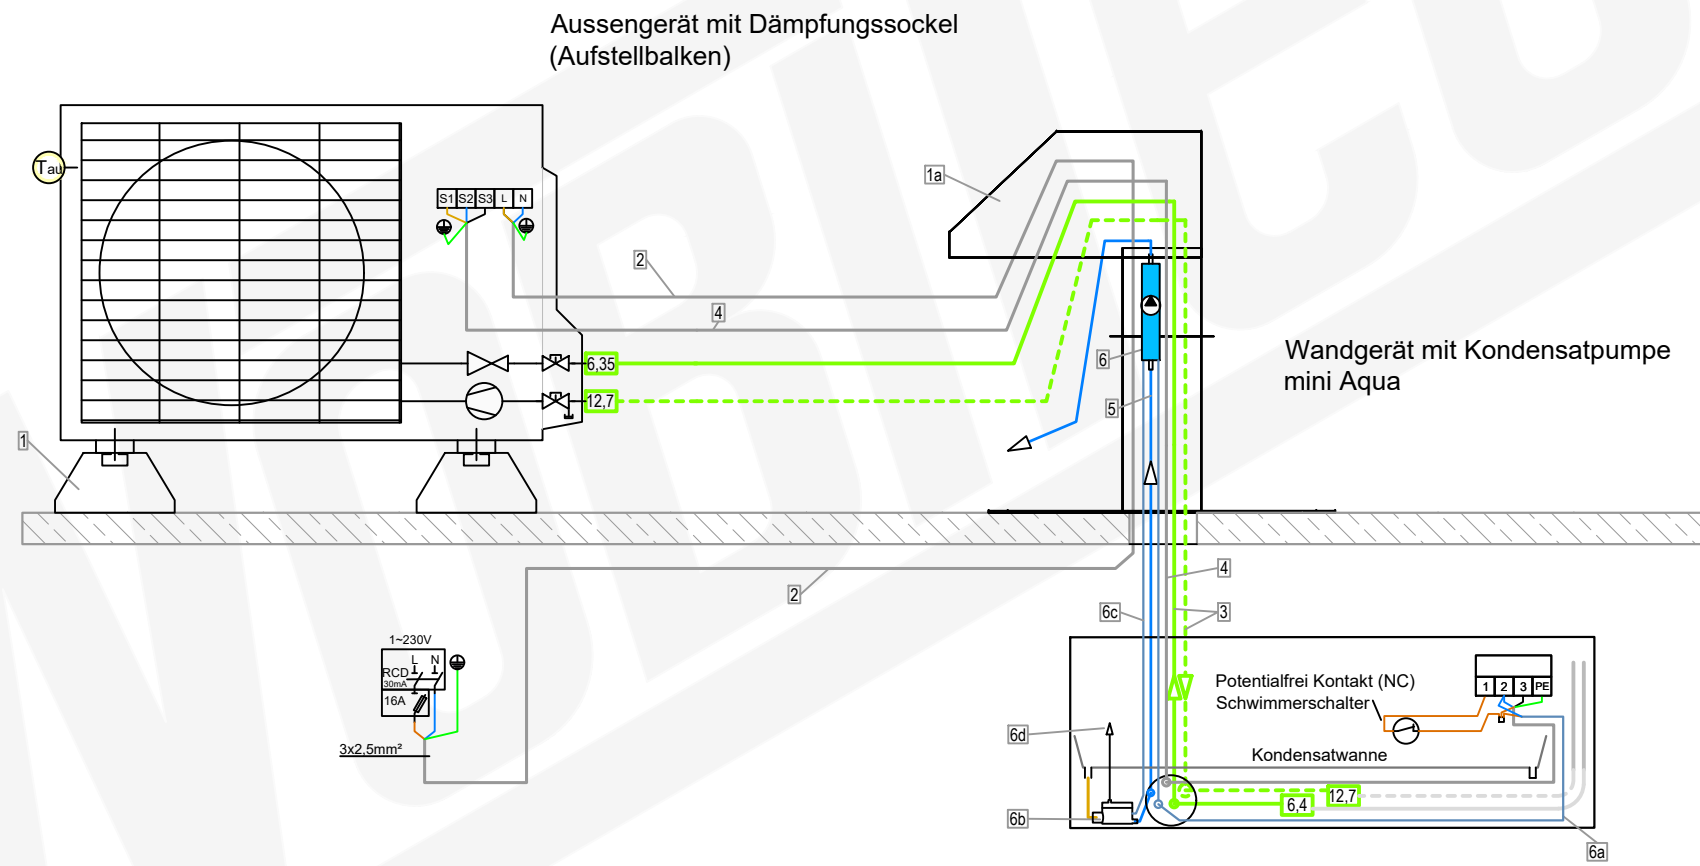 Aussengerät mit Dämpfungssockel
(Aufstellbalken)
Tau
S1 S2 S3 L N
1a
2
4
6,35
12,7
6
5
Wandgerät mit Kondensatpumpe
mini Aqua
1
2
4
6c
3
1~230V
L N
RCD
30mA
16A
3x2,5mm²
Potentialfrei Kontakt (NC)
Schwimmerschalter
1 2 3 PE
6d
Kondensatwanne
6,4
12,7
6b
6a